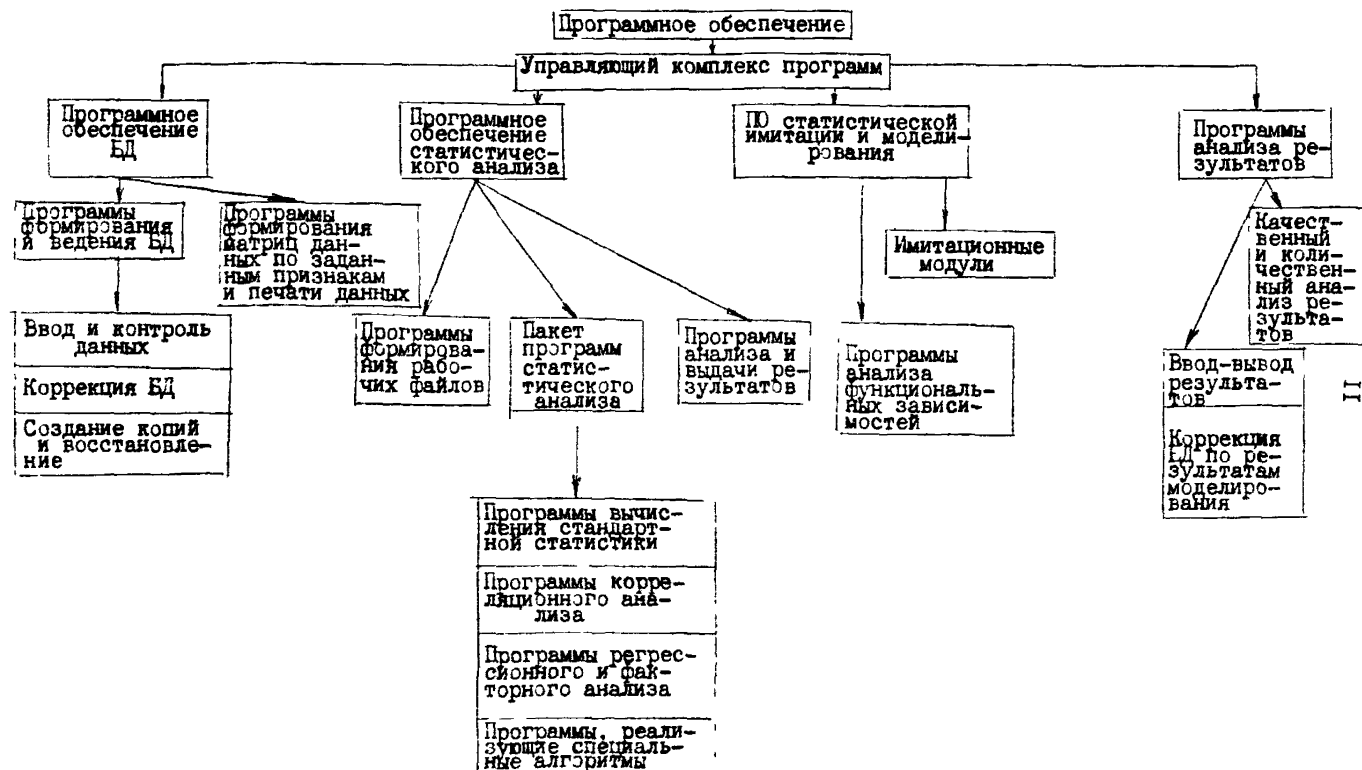 Программное обеспечение
Управляющий комплекс программ
Программное
обеспечение
БД
Программное
обеспечение
статистичес-
кого анализа
ПО статистической
имитации и модели-
рования
Программы
анализа ре-
зультатов
Программы
формирования
и ведения БД
Программы
формирования
матриц дан-
ных по задан-
ным признакам
и печати данных
Имитационные
модули
Качест-
венный
и коли-
чествен-
ный ана-
лиз ре-
зульта-
тов
Ввод и контроль
данных
Коррекция БД
Создание копий
и восстановле-
ние
Программы
формирова-
ния рабо-
чих файлов
Пакет
программ
статис-
тического
анализа
Программы
анализа и
выдачи ре-
зультатов
Программы
анализа
функциональ-
ных зависи-
мостей
Ввод-вывод
результа-
тов
Коррекция
БД по ре-
зультатам
моделиро-
вания
II
Программы вычис-
лений стандарт-
ной статистики
Программы корре-
ляционного ана-
лиза
Программы регрес-
сионного и фак-
торного анализа
Программы, реали-
зующие специаль-
ные алгоритмы